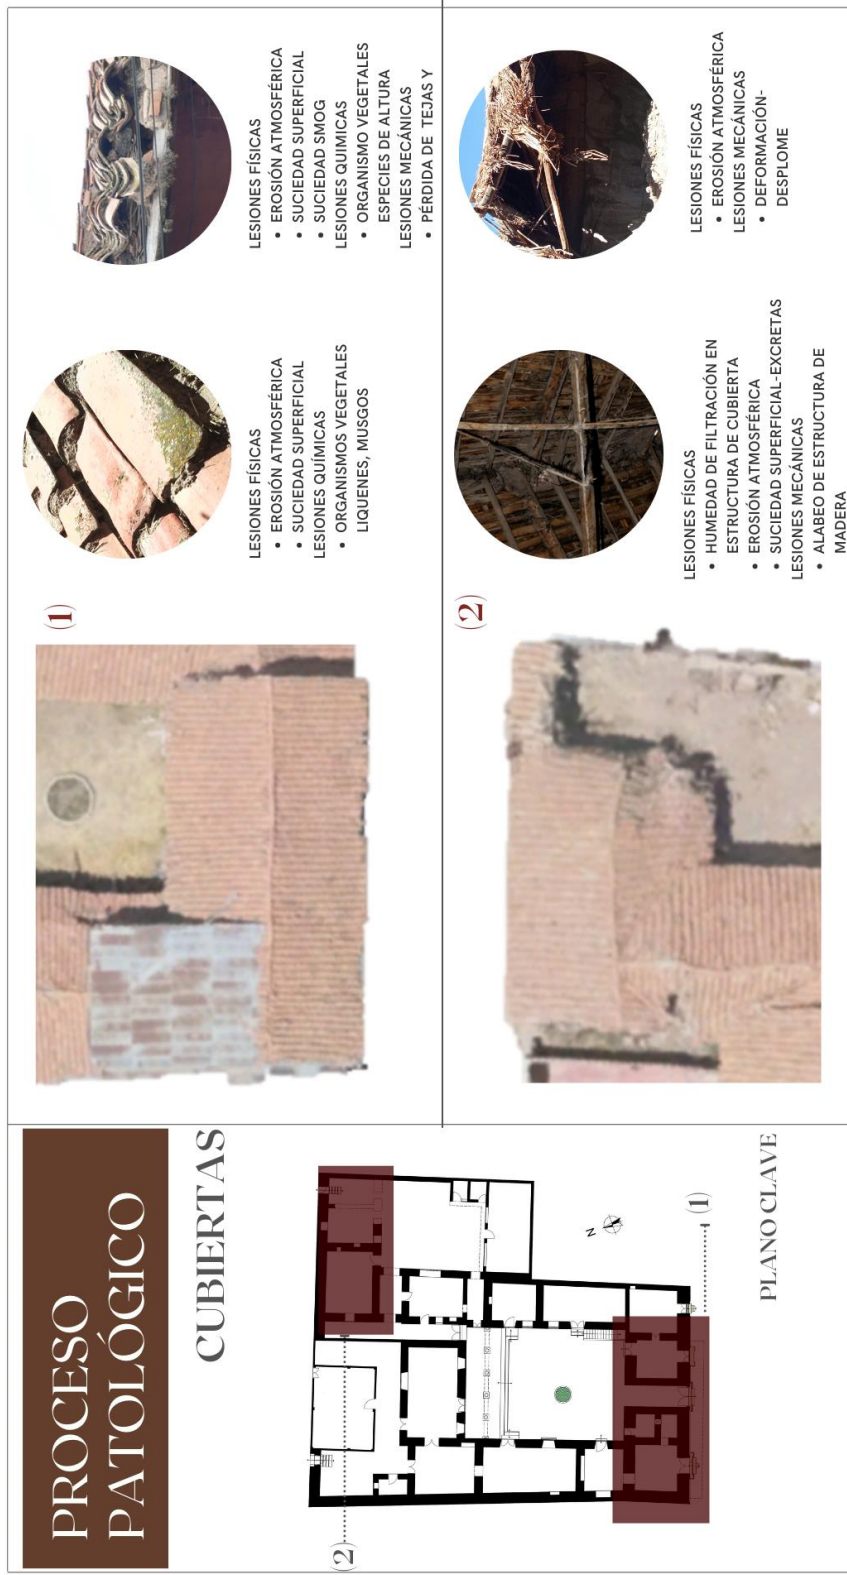 PROCESO
PATOLÓGICO
CUBIERTAS
N
(1)
(2)
PLANO CLAVE
(1)
LESIONES FÍSICAS
• EROSIÓN ATMOSFÉRICA
• SUCIEDAD SUPERFICIAL
LESIONES QUÍMICAS
• ORGANISMOS VEGETALES
LIQUENES, MUSGOS
LESIONES FÍSICAS
• EROSIÓN ATMOSFÉRICA
• SUCIEDAD SUPERFICIAL
• SUCIEDAD SMOG
LESIONES QUIMICAS
• ORGANISMO VEGETALES
ESPECIES DE ALTURA
LESIONES MECÁNICAS
• PÉRDIDA DE TEJAS Y
(2)
LESIONES FÍSICAS
• HUMEDAD DE FILTRACIÓN EN
ESTRUCTURA DE CUBIERTA
• EROSIÓN ATMOSFÉRICA
• SUCIEDAD SUPERFICIAL-EXCRETAS
LESIONES MECÁNICAS
• ALABEO DE ESTRUCTURA DE
MADERA
LESIONES FÍSICAS
• EROSIÓN ATMOSFÉRICA
LESIONES MECÁNICAS
• DEFORMACIÓN-
DESPLOME